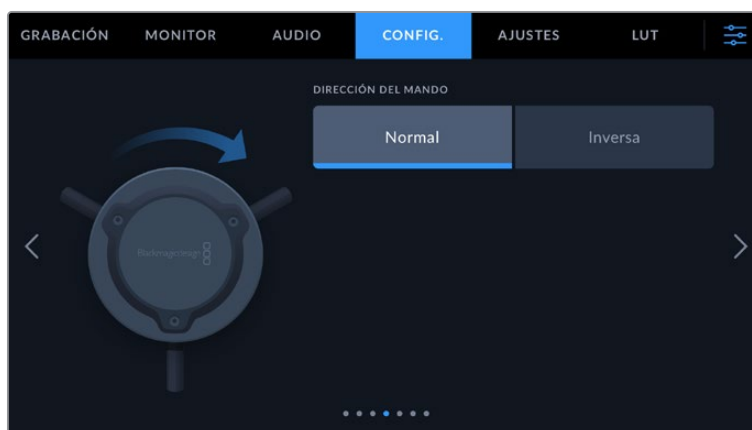 GRABACIÓN MONITOR AUDIO CONFIG. AJUSTES LUT
DIRECCIÓN DEL MANDO
Normal Inversa
Blackmagicdesign